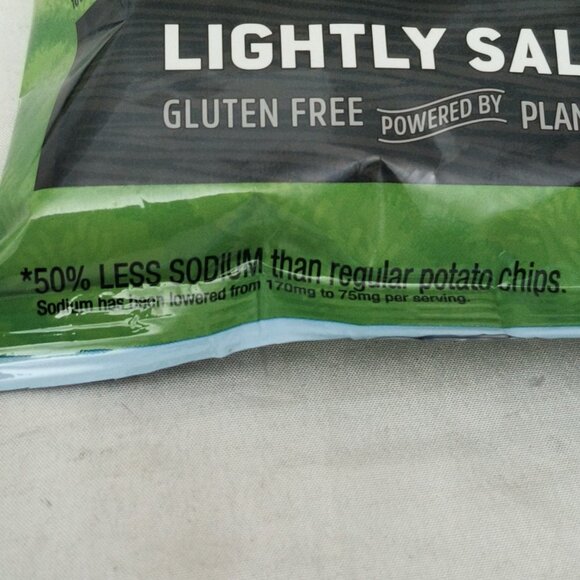 LIGHTLY SAL
GLUTEN FREE POWERED BY PLAN
*50% LESS SODIUM than regular potato chips.
Sodium has been lowered from 170mg to 75mg per serving.